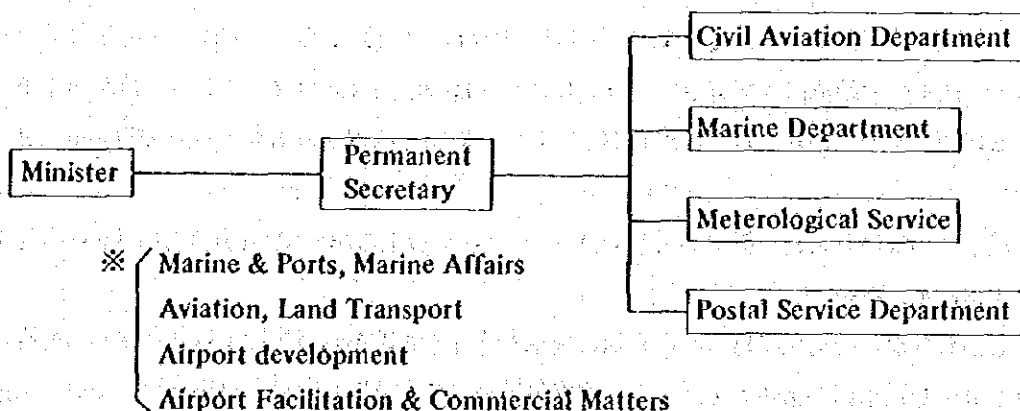 Civil Aviation Department
Marine Department
Minister
Permanent
Secretary
Meterological Service
※ Marine & Ports, Marine Affairs
Aviation, Land Transport
Airport development
Airport Facilitation & Commercial Matters
Postal Service Department